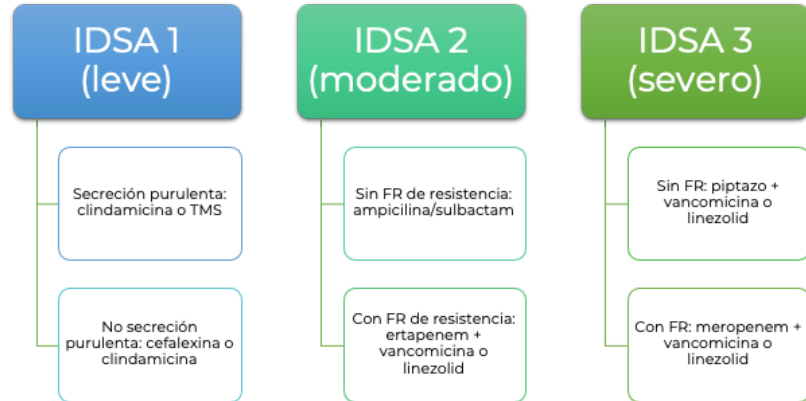 IDSA 1
(leve)
Secreción purulenta:
clindamicina o TMS
No secreción
purulenta: cefalexina o
clindamicina
IDSA 2
(moderado)
Sin FR de resistencia:
ampicilina/sulbactam
Con FR de resistencia:
ertapenem +
vancomicina o
linezolid
IDSA 3
(severo)
Sin FR: piptazo +
vancomicina o
linezolid
Con FR: meropenem +
vancomicina o
linezolid